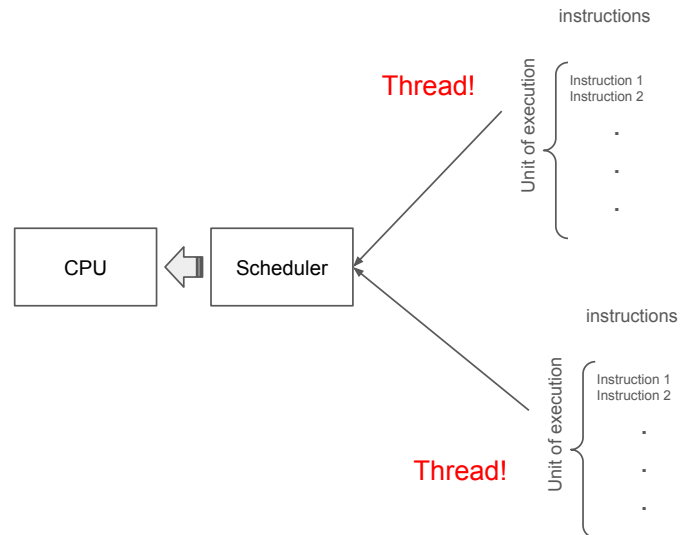 instructions
Thread!
Unit of execution
Instruction 1
Instruction 2
.
.
.
CPU
Scheduler
instructions
Unit of execution
Instruction 1
Instruction 2
.
.
.
Thread!